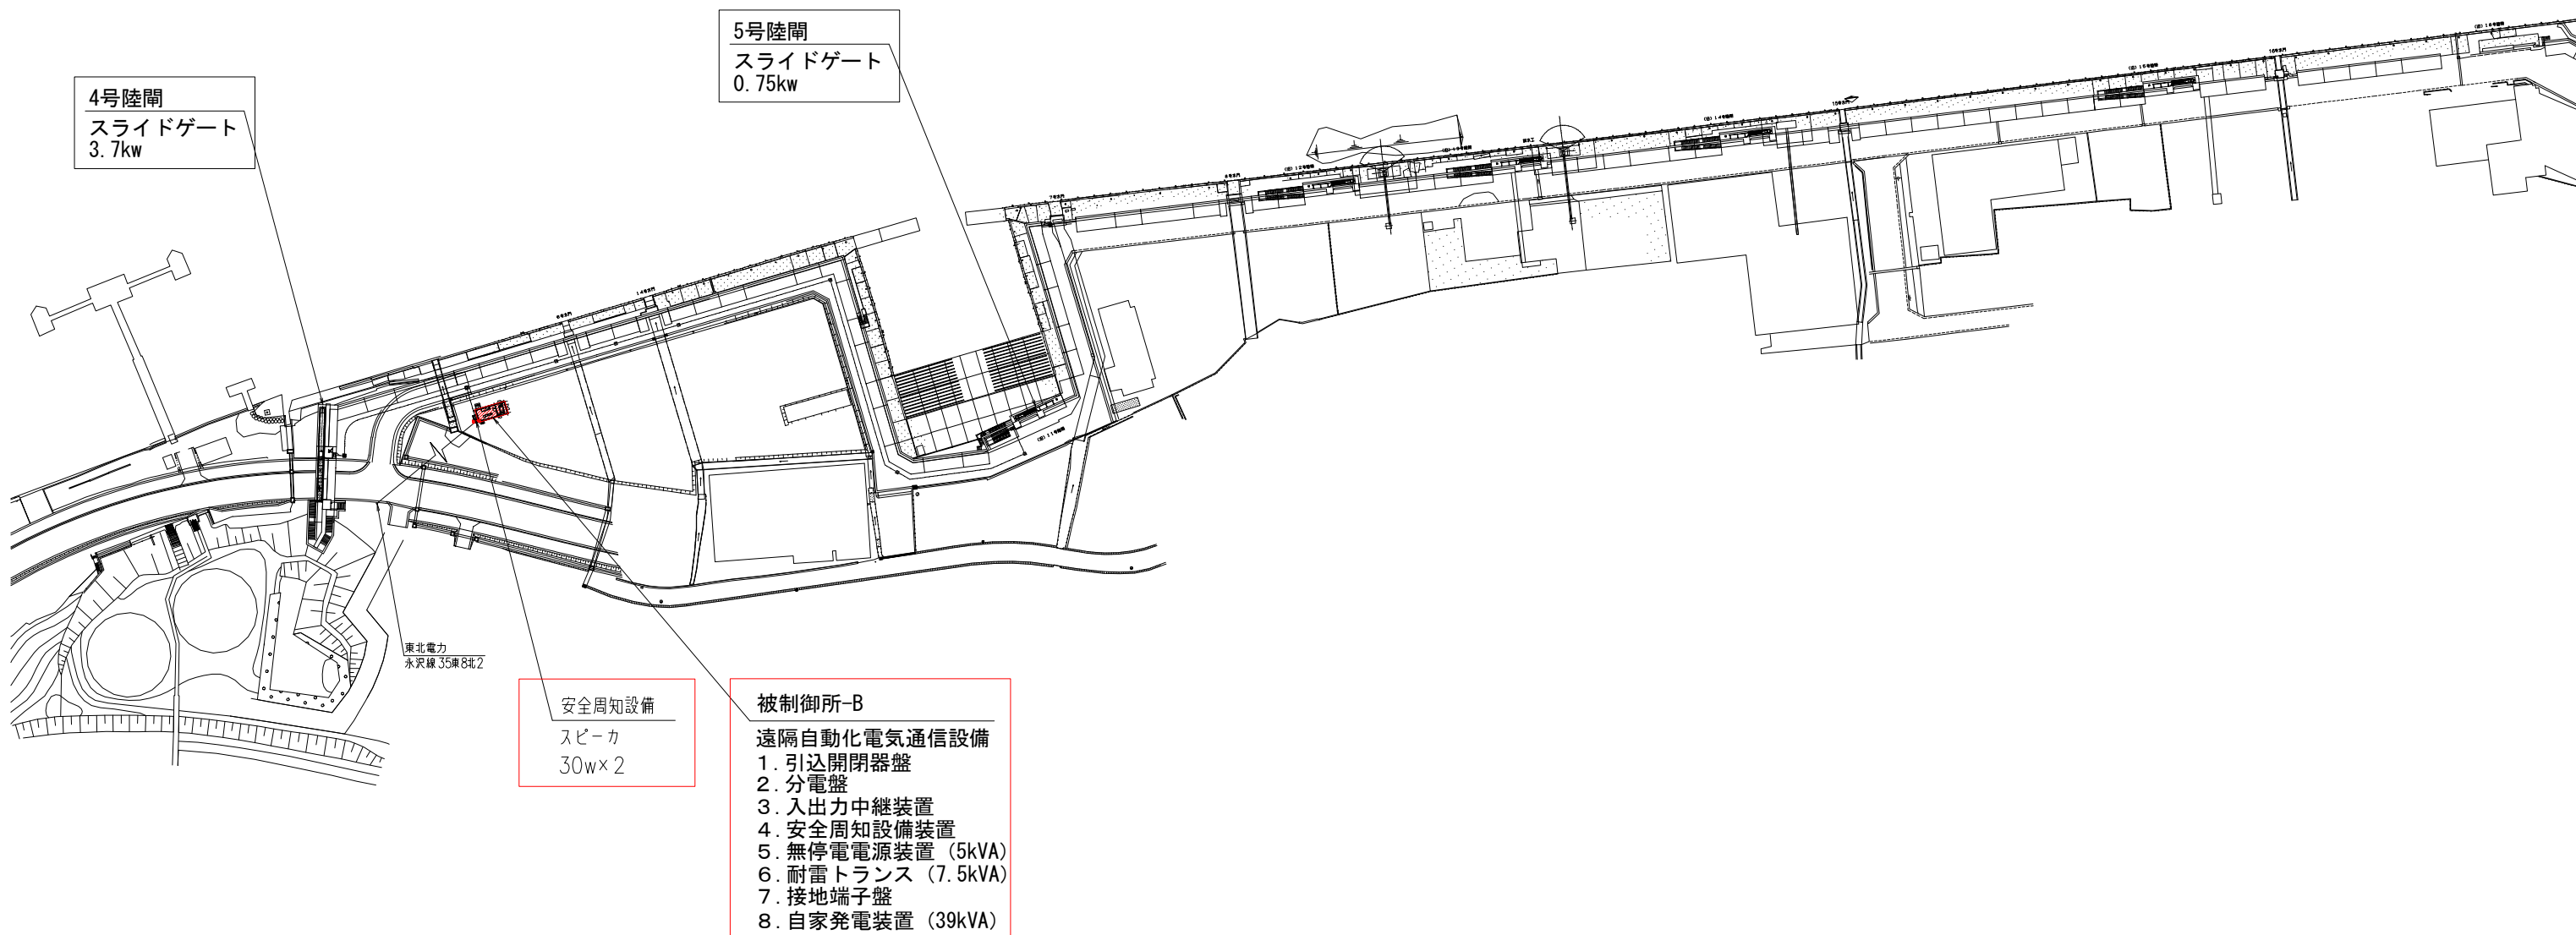 5号陸閘
スライドゲート
0.75kw
4号陸閘
スライドゲート
3.7kw
東北電力
永沢線35東8北2
安全周知設備
スピーカ
30w×2
被制御所-B
遠隔自動化電気通信設備
1. 引込開閉器盤
2. 分電盤
3. 入出力中継装置
4. 安全周知設備装置
5. 無停電電源装置（5kVA）
6. 耐雷トランス（7.5kVA）
7. 接地端子盤
8. 自家発電装置（39kVA）